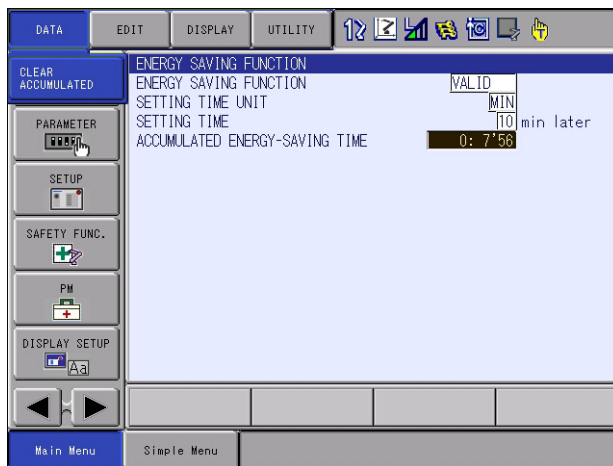 DATA EDIT DISPLAY UTILITY
CLEAR
ACCUMULATED
PARAMETER
SETUP
SAFETY FUNC.
PM
DISPLAY SETUP
Aa
ENERGY SAVING FUNCTION
ENERGY SAVING FUNCTION VALID
SETTING TIME UNIT MIN
SETTING TIME 10 min later
ACCUMULATED ENERGY-SAVING TIME 0: 7'56
Main Menu Simple Menu